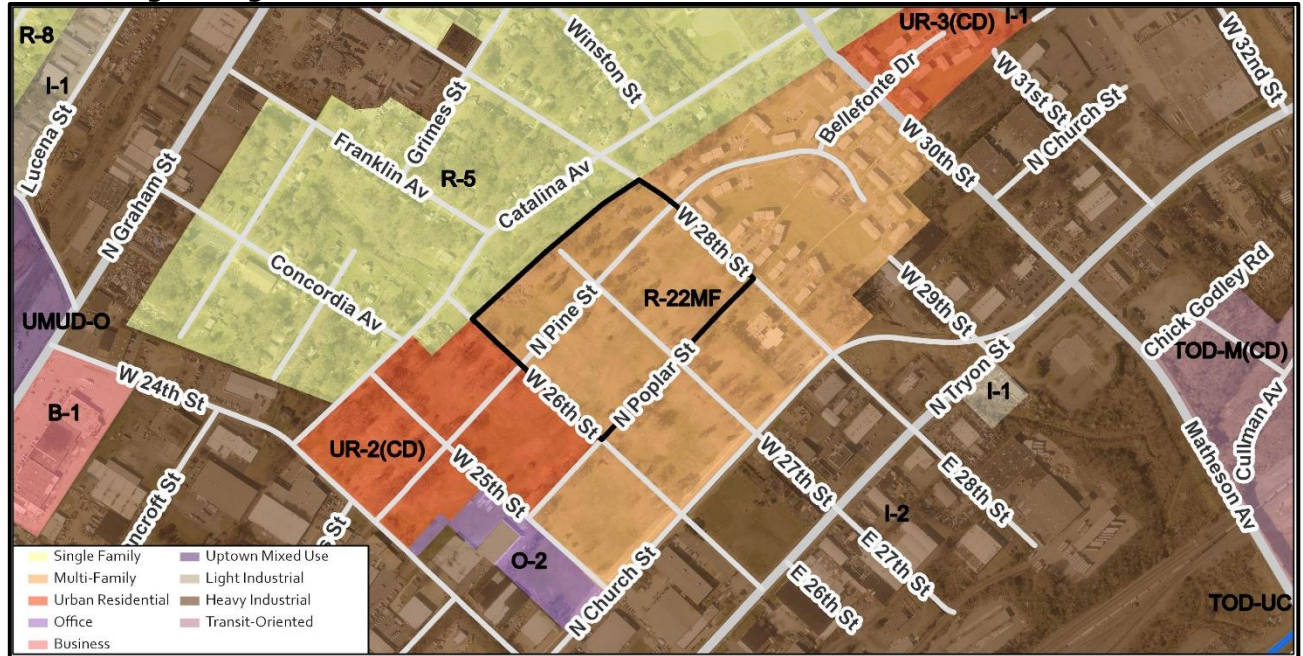 R-8
I-1
Lucena St
N Graham St
UMUD-O
B-1
W 24th St
ncroft St
s St
Franklin Av
Grimes St
Concordia Av
R-5
Catalina Av
Winston St
UR-3(CD)
I-1
Bellefonte Dr
W 30th St
W 31st St
N Church St
W 32nd St
W 28th St
R-22MF
N Pine St
N Poplar St
W 26th St
UR-2(CD)
W 25th St
O-2
N Church St
W 29th St
N Tryon St
I-1
W 27th St
I-2
E 28th St
E 27th St
E 26th St
Chick Godley Rd
TOD-M(CD)
Cullman Av
Matheson Av
TOD-UC
Single Family
Multi-Family
Urban Residential
Office
Business
Uptown Mixed Use
Light Industrial
Heavy Industrial
Transit-Oriented